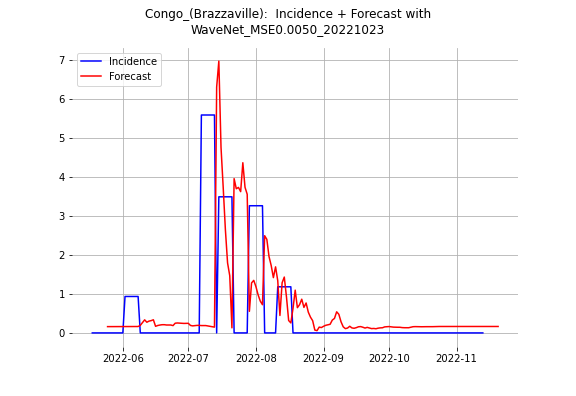 Congo_(Brazzaville):  Incidence + Forecast with
WaveNet_MSE0.0050_20221023
Incidence
Forecast
7
6
5
4
3
2
1
0
2022-06 2022-07 2022-08 2022-09 2022-10 2022-11